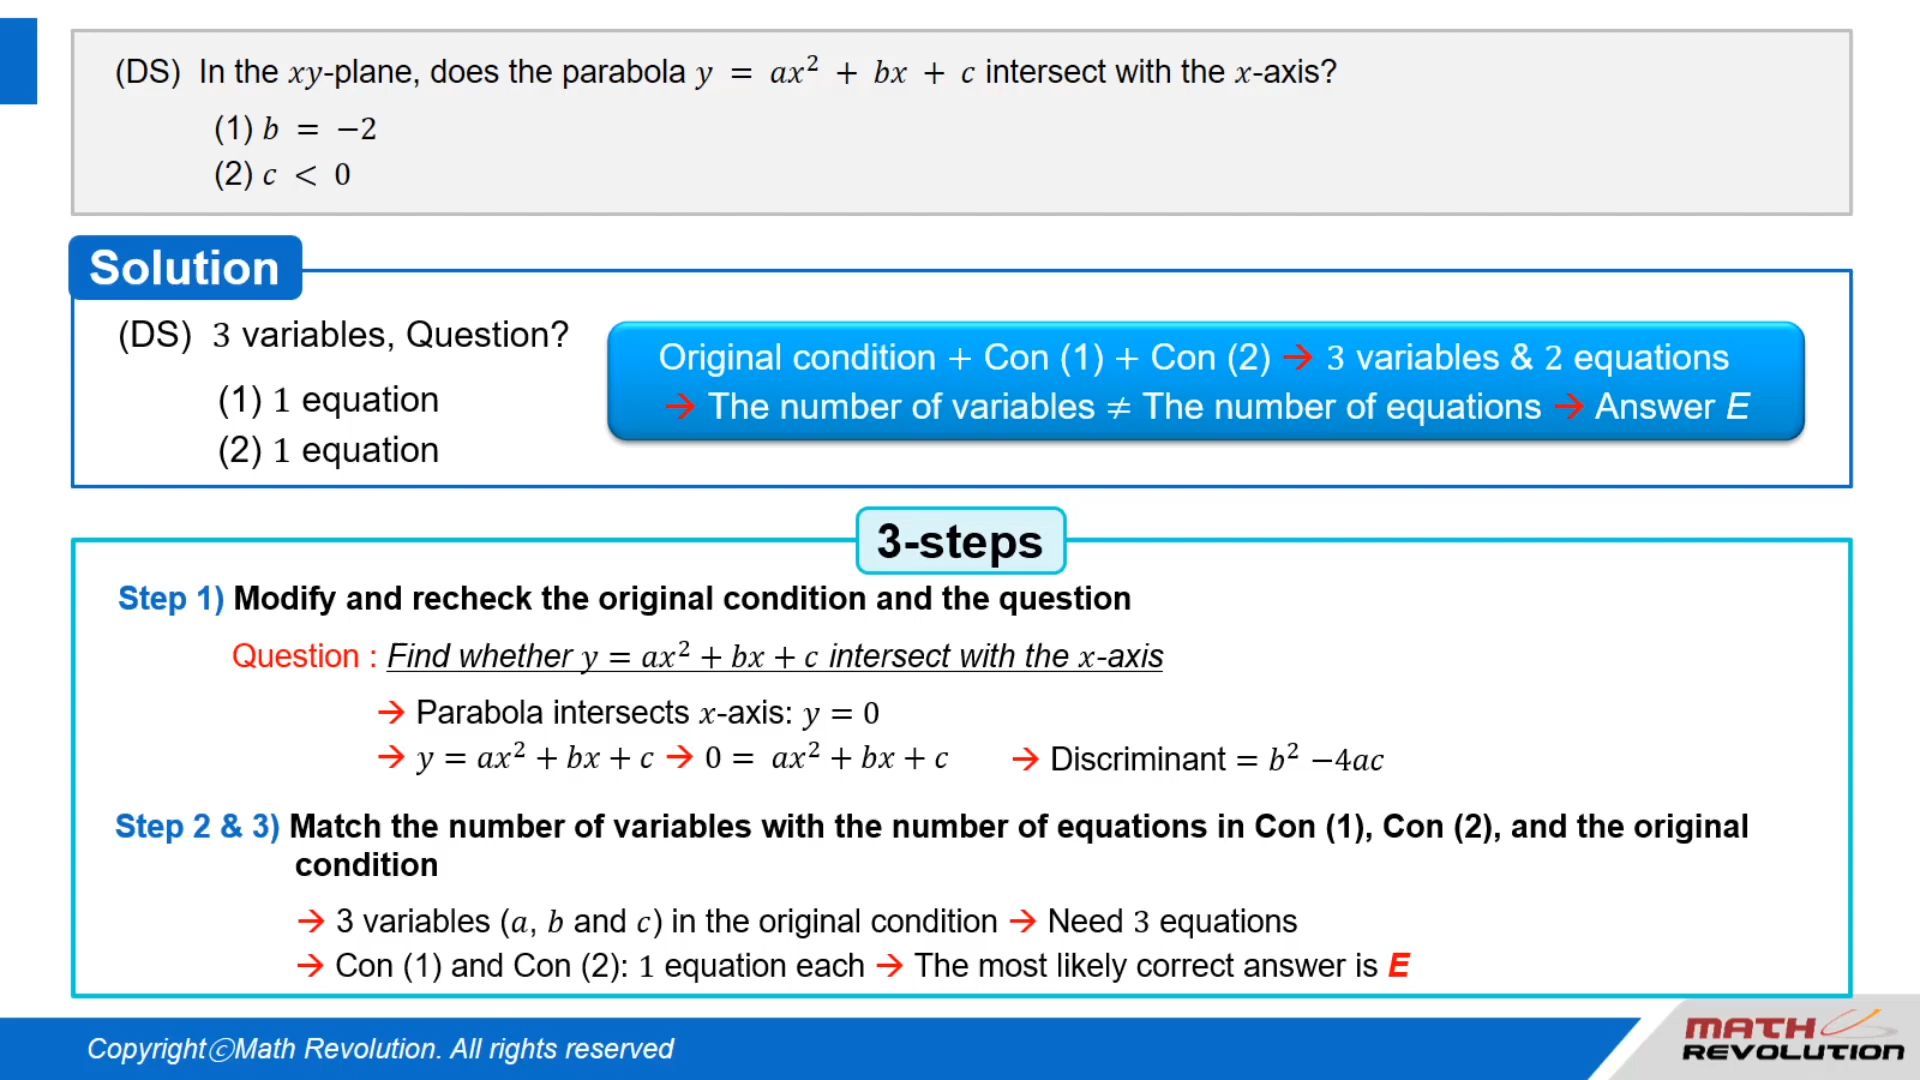 (DS) In the xy-plane, does the parabola y = ax² + bx + c intersect with the x-axis?
(1) b = −2
(2) c < 0
Solution
(DS) 3 variables, Question?
(1) 1 equation
(2) 1 equation
Original condition + Con (1) + Con (2) → 3 variables & 2 equations
→ The number of variables ≠ The number of equations → Answer E
3-steps
Step 1) Modify and recheck the original condition and the question
Question : Find whether y = ax² + bx + c intersect with the x-axis
→ Parabola intersects x-axis: y = 0
→ y = ax² + bx + c → 0 = ax² + bx + c → Discriminant = b² −4ac
Step 2 & 3) Match the number of variables with the number of equations in Con (1), Con (2), and the original
condition
→ 3 variables (a, b and c) in the original condition → Need 3 equations
→ Con (1) and Con (2): 1 equation each → The most likely correct answer is E
Copyrightⓒ Math Revolution. All rights reserved
MATH
REVOLUTION